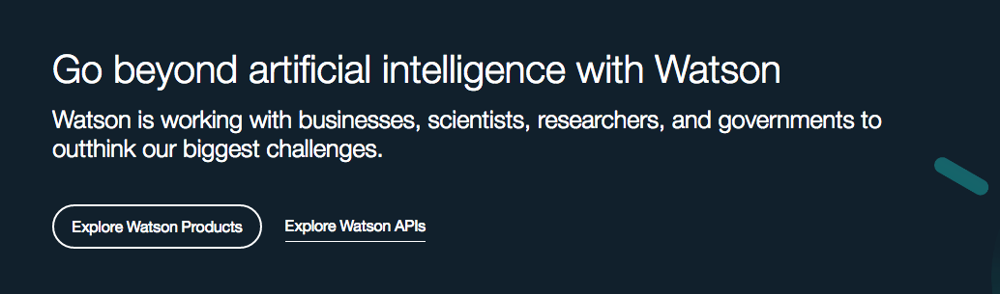 Go beyond artificial intelligence with Watson
Watson is working with businesses, scientists, researchers, and governments to
outthink our biggest challenges.
Explore Watson Products
Explore Watson APIs